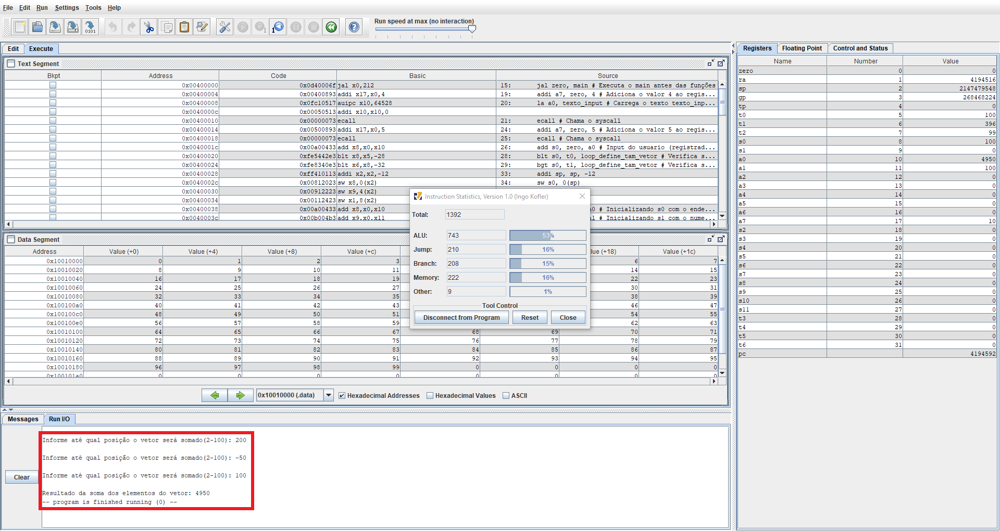 File Edit Run Settings Tools Help
Run speed at max (no interaction)
0101
1
1
Edit Execute
Text Segment
Bkpt Address Code Basic Source
0x00400000 0x0d40006f jal x0,212 15: jal zero, main # Executa o main antes das funções
0x00400004 0x00400893 addi x17,x0,4 19: addi a7, zero, 4 # Adiciona o valor 4 ao regis...
0x00400008 0x0fc10517 auipc x10,64528 20: la a0, texto_input # Carrega o texto texto_inp...
0x0040000c 0x00050513 addi x10,x10,0
0x00400010 0x00000073 ecall 21: ecall # Chama o syscall
0x00400014 0x00500893 addi x17,x0,5 24: addi a7, zero, 5 # Adiciona o valor 5 ao regis...
0x00400018 0x00000073 ecall 25: ecall # Chama o syscall
0x0040001c 0x00a00433 add x8,x0,x10 26: add s0, zero, a0 # Input do usuario (registrad...
0x00400020 0xfe5442e3 blt x8,x5,-28 28: blt s0, t0, loop_define_tam_vetor # Verifica s...
0x00400024 0xfe8340e3 blt x6,x8,-32 29: bgt s0, t1, loop_define_tam_vetor # Verifica s...
0x00400028 0xff410113 addi x2,x2,-12 33: addi sp, sp, -12
0x0040002c 0x00812023 sw x8,0(x2) 34: sw s0, 0(sp)
0x00400030 0x00912223 sw x9,4(x2)
0x00400034 0x00112423 sw x1,8(x2)
0x00400038 0x00a00433 add x8,x0,x10 a0 # Inicializando s0 com o ende...
0x0040003c 0x00b004b3 add x9,x0,x11 a1 # Inicializando s1 com o nume...
Data Segment
Address Value (+0) Value (+4) Value (+8) Value (+c) lue (+18) Value (+1c)
0x10010000 0 1 2 3 6 7
0x10010020 8 9 10 11 14 15
0x10010040 16 17 18 19 22 23
0x10010060 24 25 26 27 30 31
0x10010080 32 33 34 35 38 39
0x100100a0 40 41 42 43 46 47
0x100100c0 48 49 50 51 54 55
0x100100e0 56 57 58 59 62 63
0x10010100 64 65 66 67 68 69 70 71
0x10010120 72 73 74 75 76 77 78 79
0x10010140 80 81 82 83 84 85 86 87
0x10010160 88 89 90 91 92 93 94 95
0x10010180 96 97 98 99 0 0 0 0
0x100101a0 0 0 0 0 0 0 0 0
0x10010000 (.data) Hexadecimal Addresses Hexadecimal Values ASCII
Instruction Statistics, Version 1.0 (Ingo Kofler)
Total: 1392
ALU: 743 53%
Jump: 210 16%
Branch: 208 15%
Memory: 222 16%
Other: 9 1%
Tool Control
Disconnect from Program Reset Close
Messages Run I/O
Clear
Informe até qual posição o vetor será somado(2-100): 200
Informe até qual posição o vetor será somado(2-100): -50
Informe até qual posição o vetor será somado(2-100): 100
Resultado da soma dos elementos do vetor: 4950
-- program is finished running (0) --
Registers Floating Point Control and Status
Name Number Value
zero 0 0
ra 1 4194516
sp 2 2147479548
gp 3 268468224
tp 4 0
t0 5 100
t1 6 396
t2 7 99
s0 8 100
s1 9 0
a0 10 4950
a1 11 100
a2 12 0
a3 13 0
a4 14 0
a5 15 0
a6 16 0
a7 17 10
s2 18 0
s3 19 0
s4 20 0
s5 21 0
s6 22 0
s7 23 0
s8 24 0
s9 25 0
s10 26 0
s11 27 0
t3 28 0
t4 29 0
t5 30 0
t6 31 0
pc 4194592